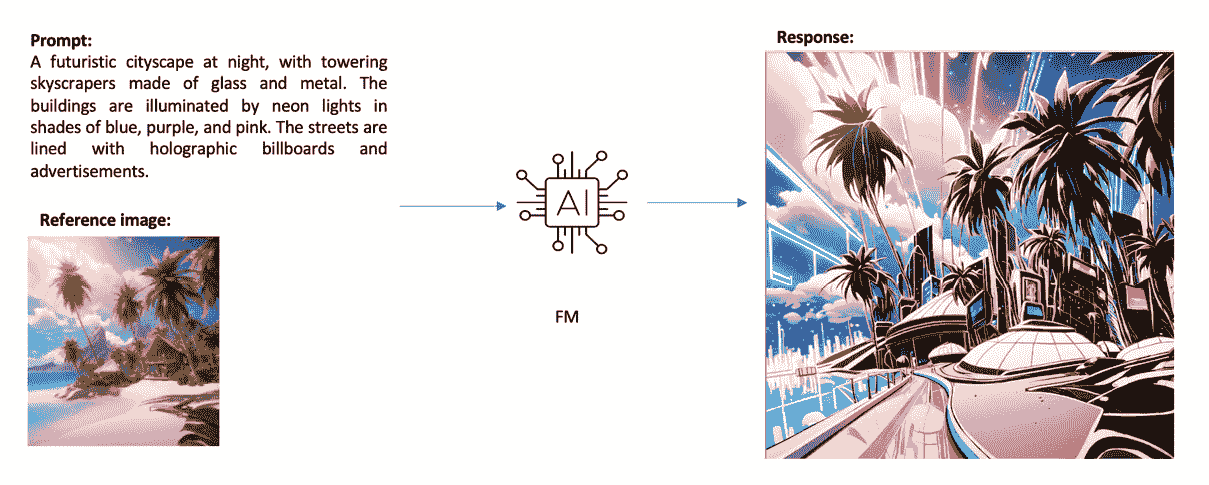 Prompt:
A futuristic cityscape at night, with towering
skyscrapers made of glass and metal. The
buildings are illuminated by neon lights in
shades of blue, purple, and pink. The streets are
lined with holographic billboards and
advertisements.
Reference image:
AI
FM
Response: